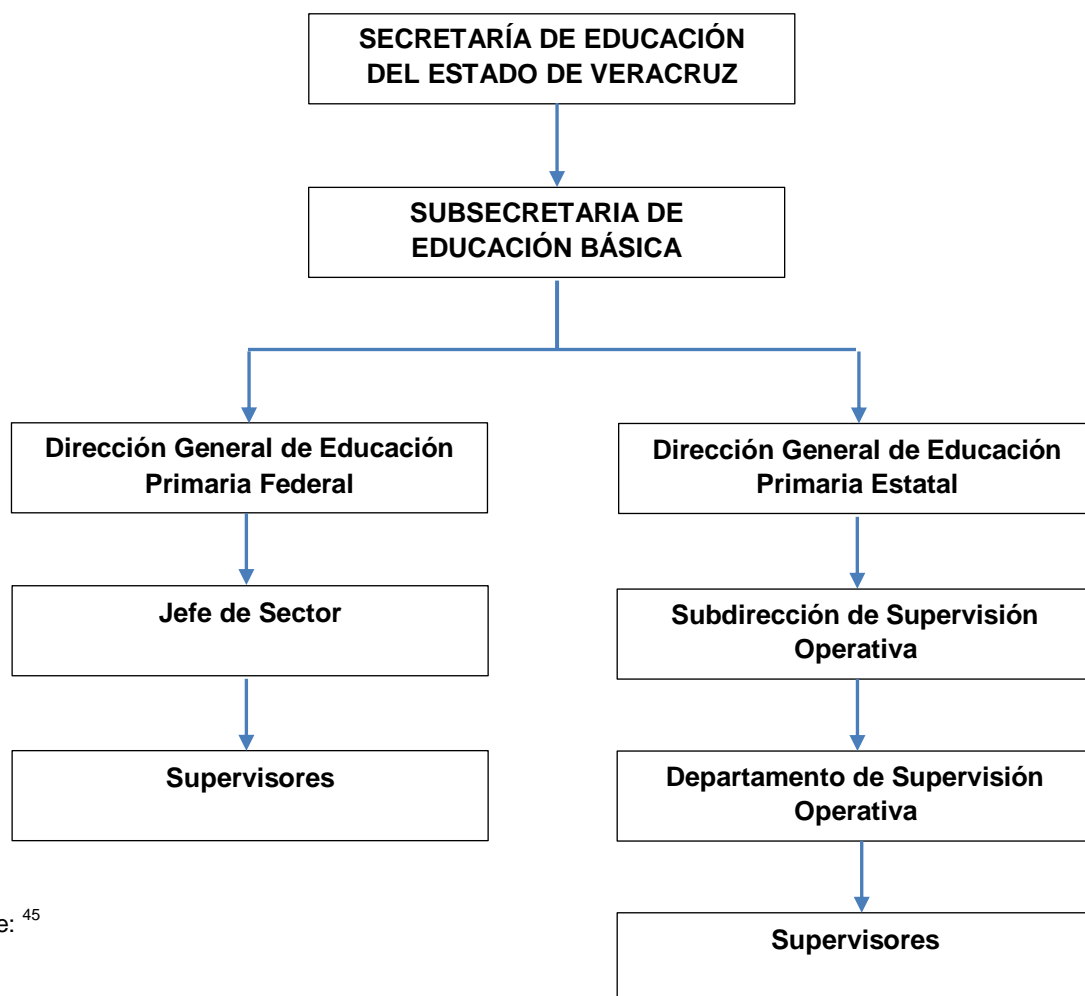 SECRETARÍA DE EDUCACIÓN
DEL ESTADO DE VERACRUZ
SUBSECRETARIA DE
EDUCACIÓN BÁSICA
Dirección General de Educación
Primaria Federal
Dirección General de Educación
Primaria Estatal
Jefe de Sector
Subdirección de Supervisión
Operativa
Supervisores
Departamento de Supervisión
Operativa
e: 45
Supervisores